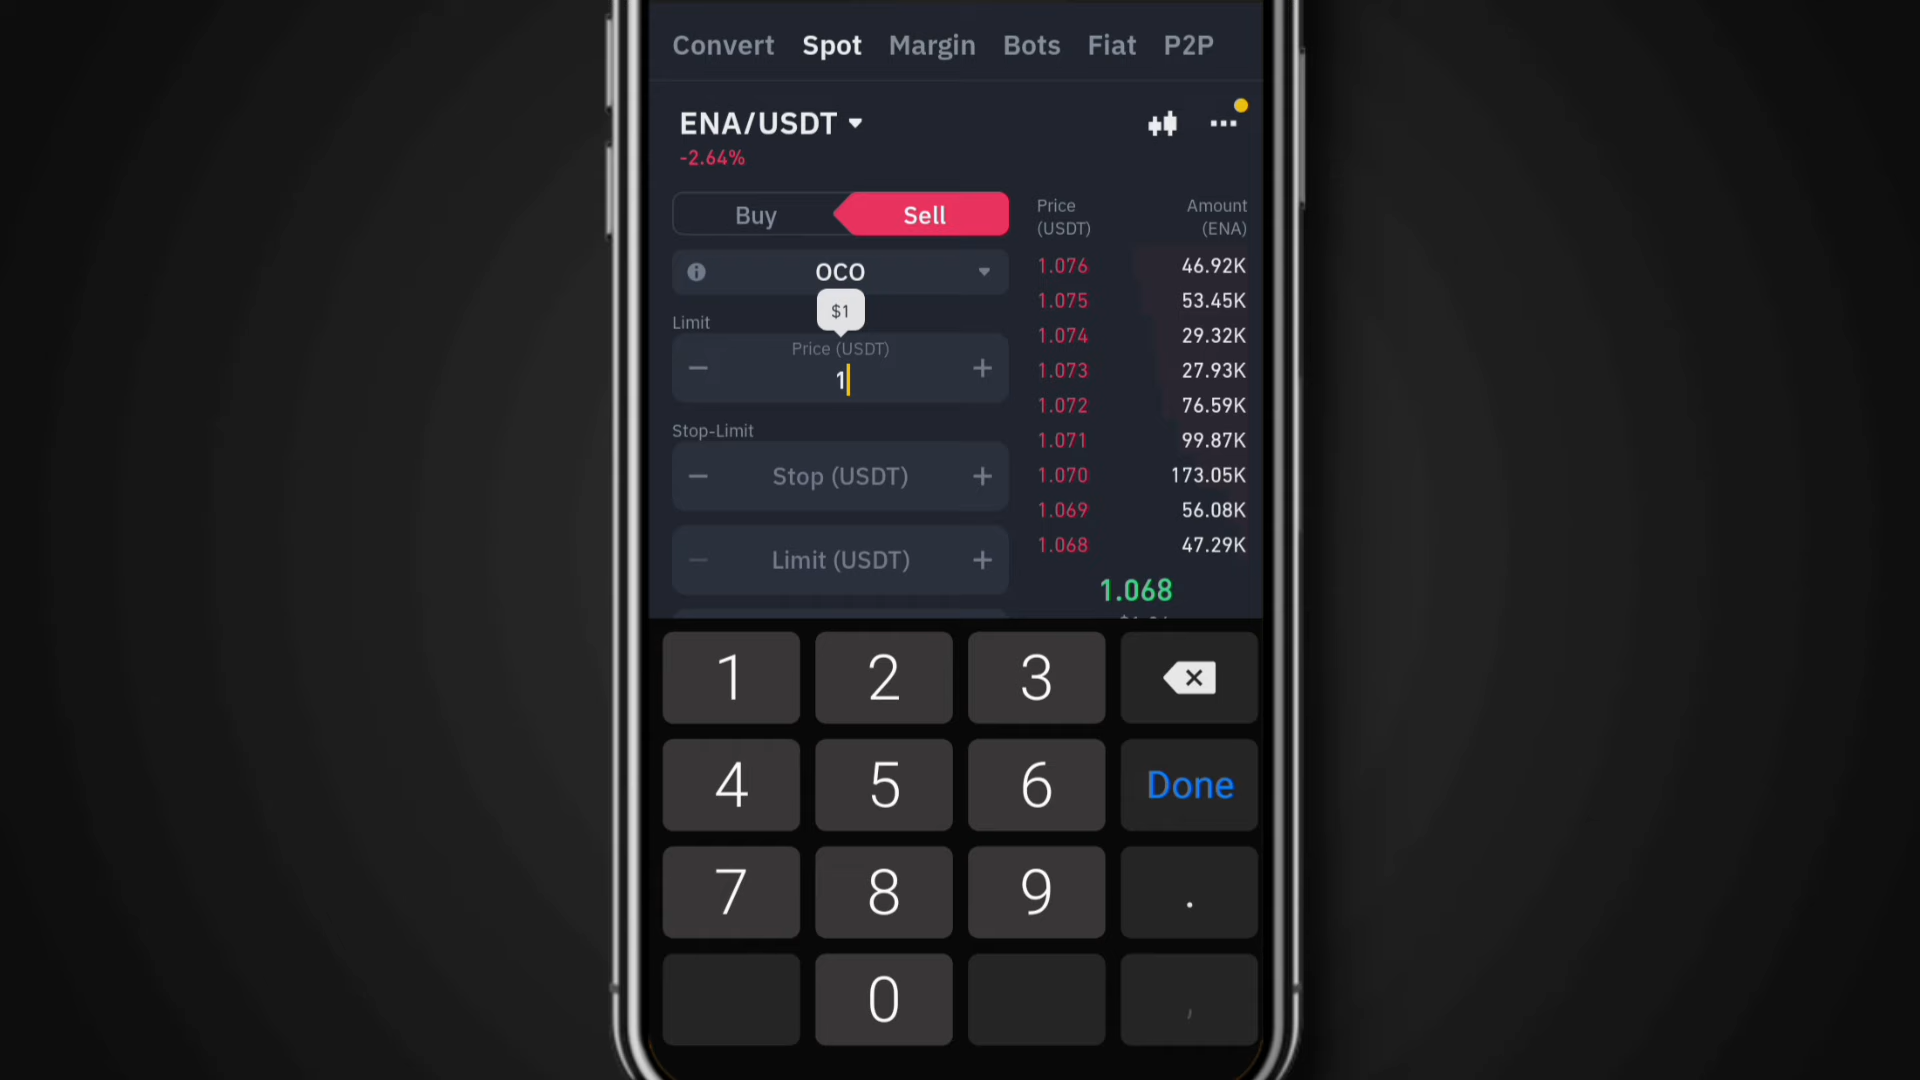 Convert Spot Margin Bots Fiat P2P
ENA/USDT
-2.64%
Buy Sell
OCO
$1
Limit
Price (USDT)
1
Stop-Limit
Stop (USDT)
Limit (USDT)
Price Amount
(USDT) (ENA)
1.076 46.92K
1.075 53.45K
1.074 29.32K
1.073 27.93K
1.072 76.59K
1.071 99.87K
1.070 173.05K
1.069 56.08K
1.068 47.29K
1.068
1 2 3
4 5 6 Done
7 8 9 .
0 ,